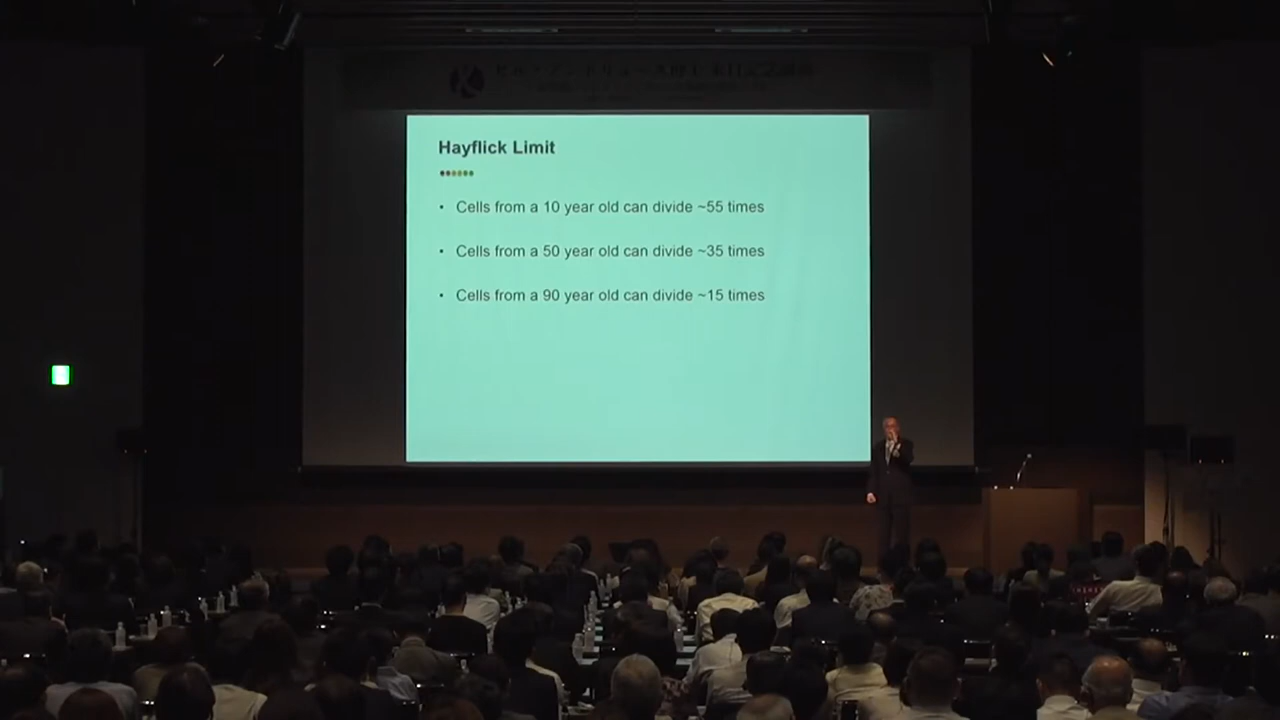 Hayflick Limit
• Cells from a 10 year old can divide ~55 times
• Cells from a 50 year old can divide ~35 times
• Cells from a 90 year old can divide ~15 times